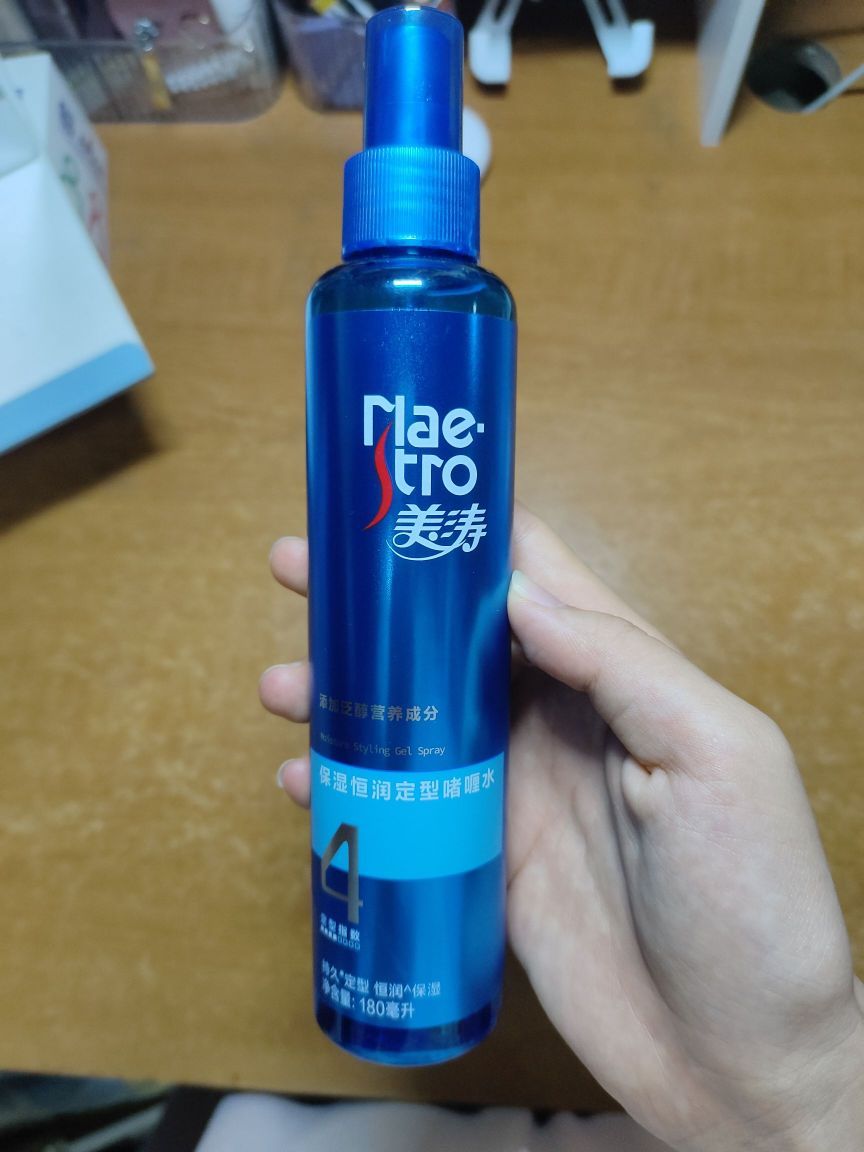 Mae·
stro
美涛
添加泛醇营养成分
Moisture Styling Gel Spray
保湿恒润定型啫喱水
4
定型指数
持久*定型 恒润^保湿
净含量: 180毫升